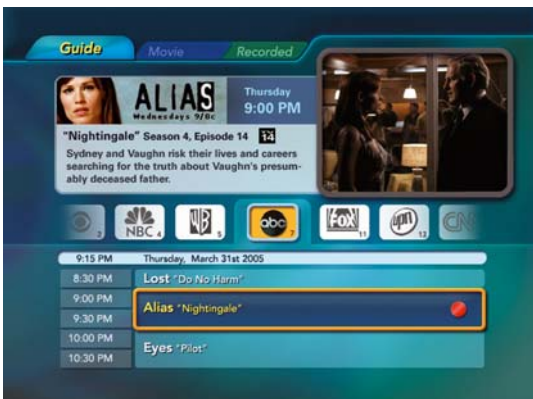 Guide
Movie
Recorded
ALIAS
Wednesdays 9/8c
Thursday
9:00 PM
"Nightingale" Season 4, Episode 14 TV 14
Sydney and Vaughn risk their lives and careers
searching for the truth about Vaughn's presum-
ably deceased father.
2
NBC 4
WB 5
abc 7
FOX 11
upn 13
CNN
9:15 PM Thursday, March 31st 2005
8:30 PM Lost "Do No Harm"
9:00 PM
Alias "Nightingale"
9:30 PM
10:00 PM
Eyes "Pilot"
10:30 PM